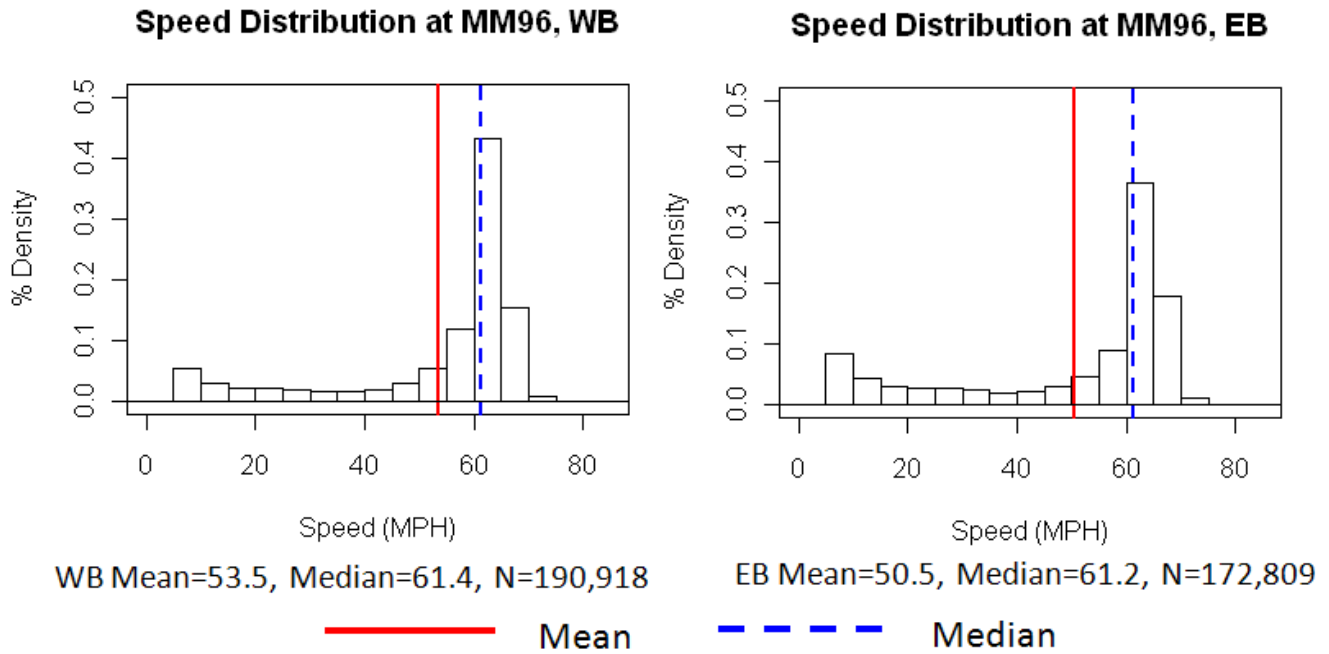 Speed Distribution at MM96, WB
% Density
0.0 0.1 0.2 0.3 0.4 0.5
0 20 40 60 80
Speed (MPH)
WB Mean=53.5, Median=61.4, N=190,918
Speed Distribution at MM96, EB
% Density
0.0 0.1 0.2 0.3 0.4 0.5
0 20 40 60 80
Speed (MPH)
EB Mean=50.5, Median=61.2, N=172,809
Mean
Median